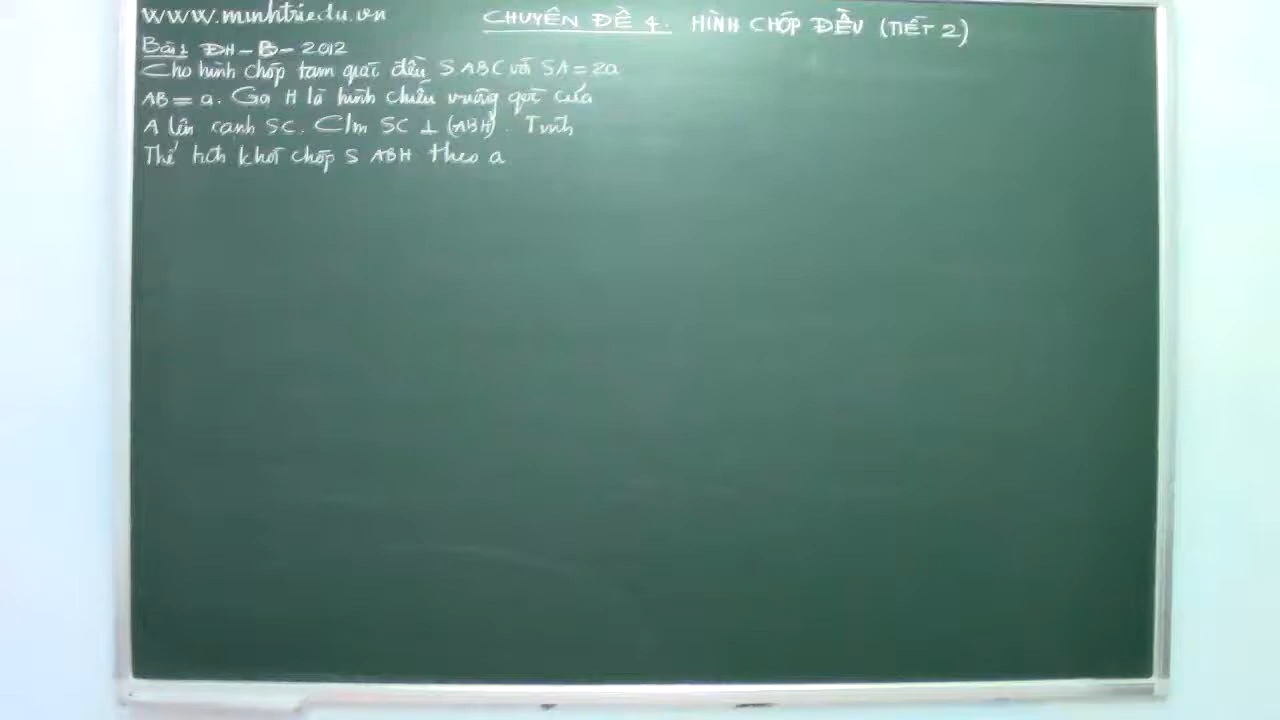 WWW.minhtriedu.vn
CHUYÊN ĐỀ 4. HÌNH CHÓP ĐỀU (TIẾT 2)
Bài 1 ĐH - B - 2012
Cho hình chóp tam giác đều S ABC với SA = 2a
AB = a. Gọi H là hình chiếu vuông góc của
A lên cạnh SC. C/m SC ⊥ (ABH). Tính
Thể tích khối chóp S ABH theo a